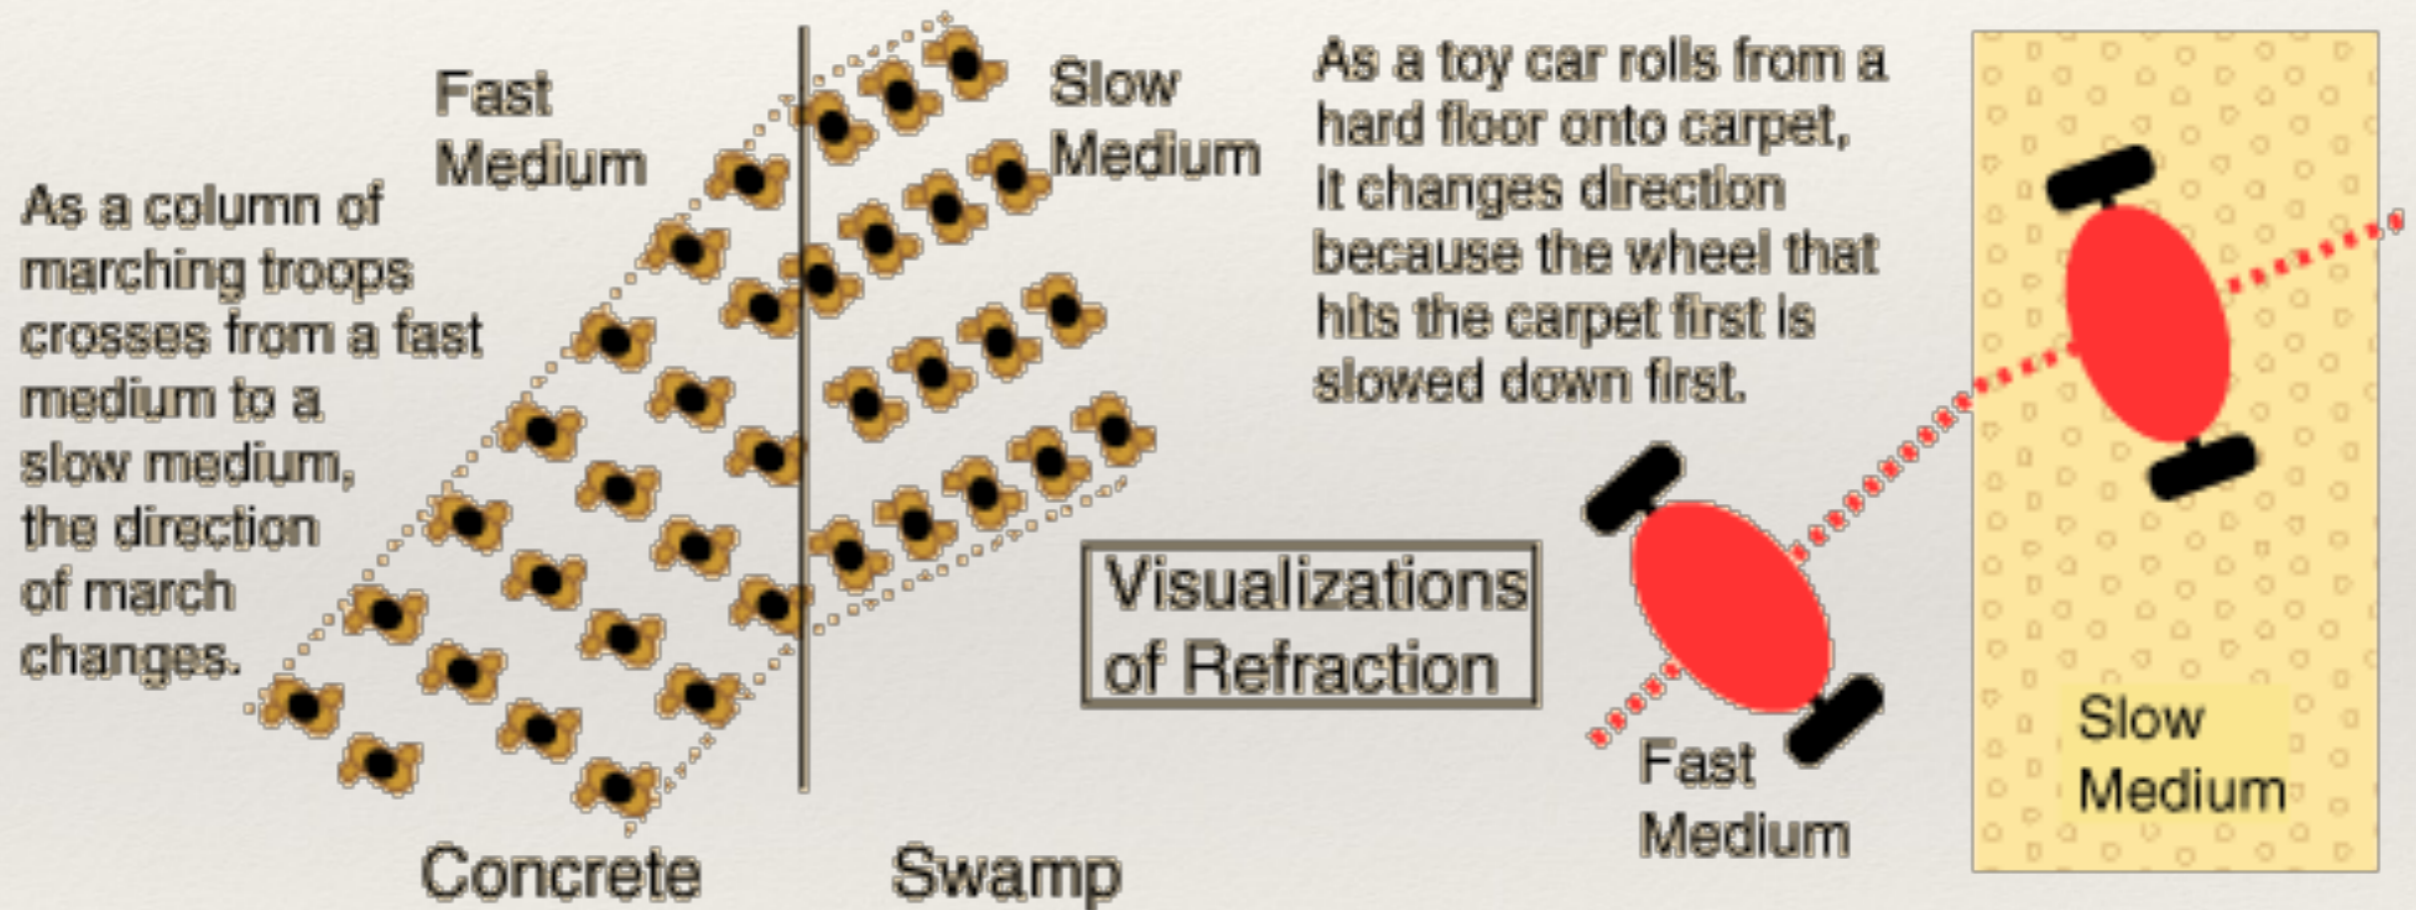 Fast
Medium
As a column of
marching troops
crosses from a fast
medium to a
slow medium,
the direction
of march
changes.
Slow
Medium
Concrete
Swamp
Visualizations
of Refraction
As a toy car rolls from a
hard floor onto carpet,
it changes direction
because the wheel that
hits the carpet first is
slowed down first.
Fast
Medium
Slow
Medium